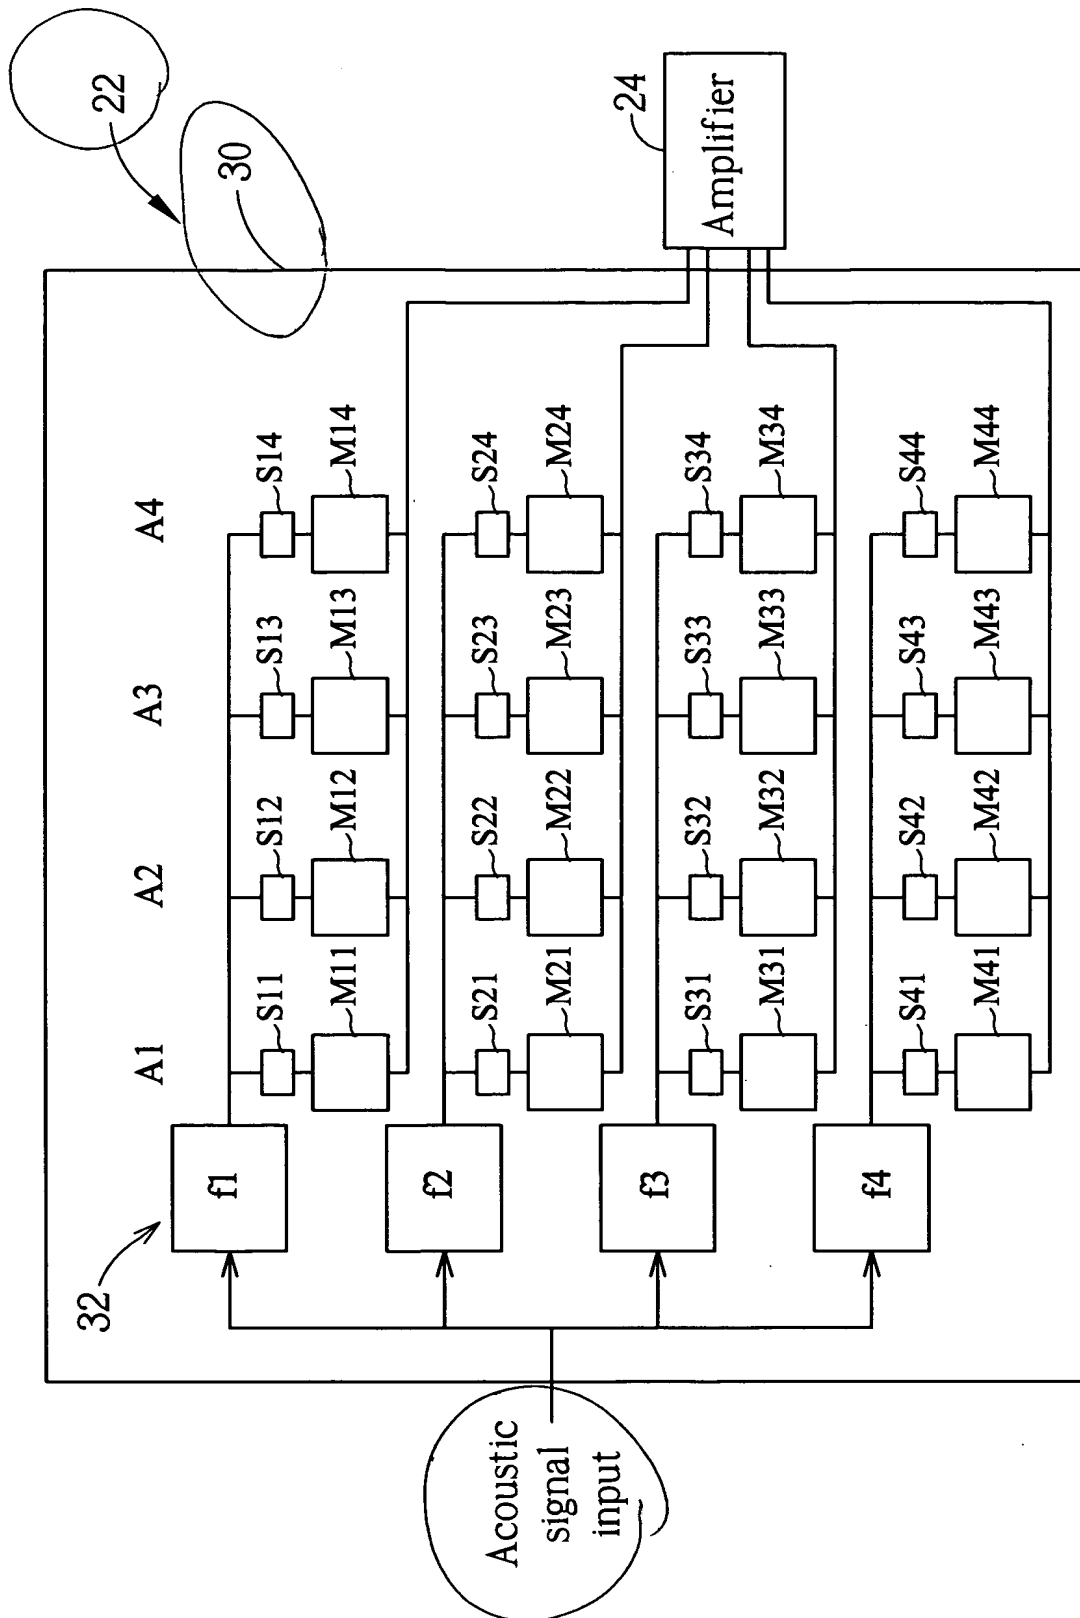 22
30
A1
A2
A3
A4
32
f1
S11
S12
S13
S14
M11
M12
M13
M14
f2
S21
S22
S23
S24
M21
M22
M23
M24
Acoustic
signal
input
24
Amplifier
f3
S31
S32
S33
S34
M31
M32
M33
M34
f4
S41
S42
S43
S44
M41
M42
M43
M44